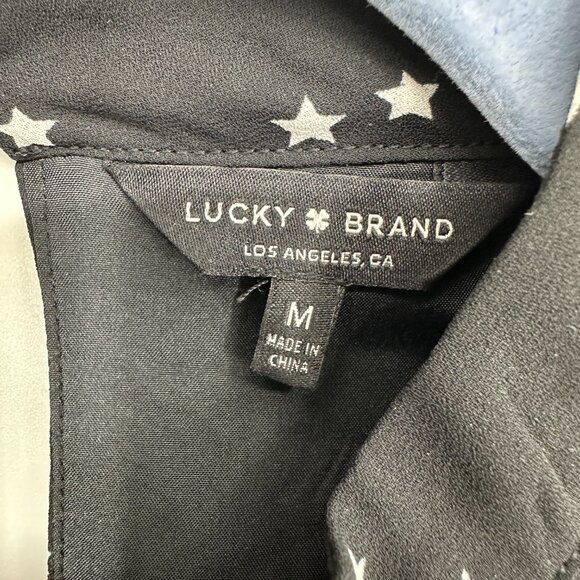 LUCKY BRAND
LOS ANGELES, CA
M
MADE IN
CHINA